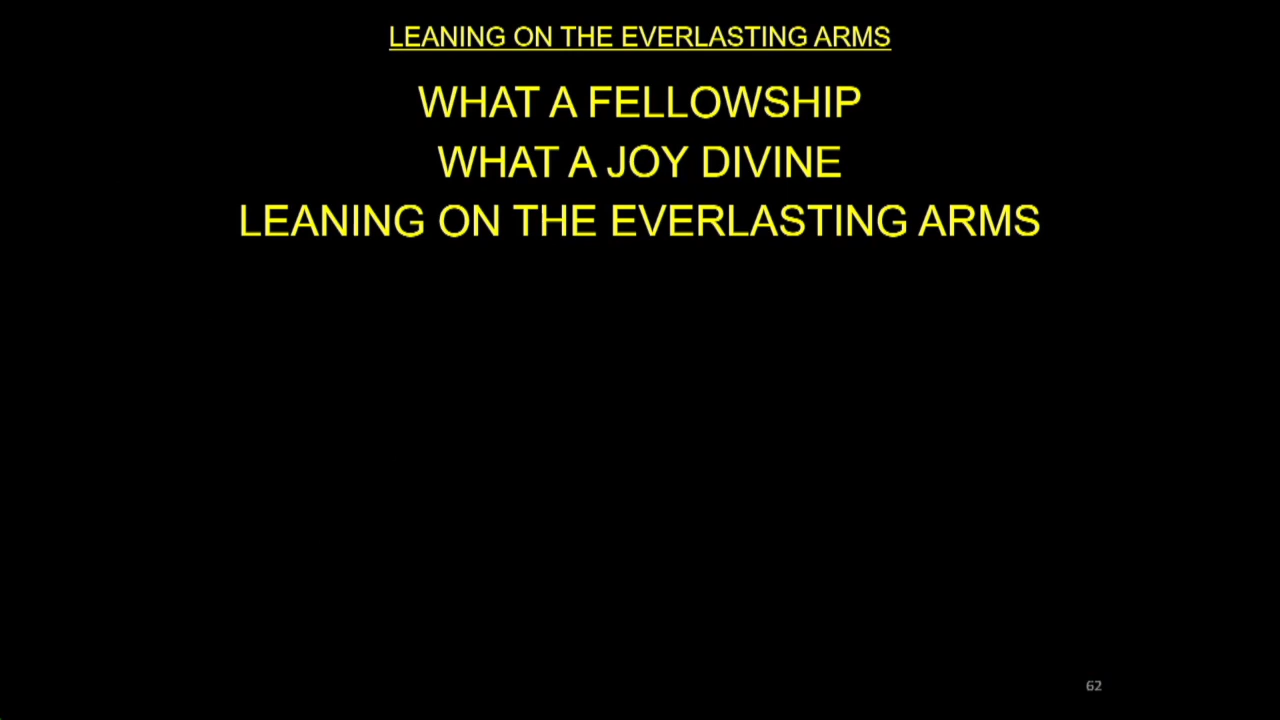 LEANING ON THE EVERLASTING ARMS
WHAT A FELLOWSHIP
WHAT A JOY DIVINE
LEANING ON THE EVERLASTING ARMS
62